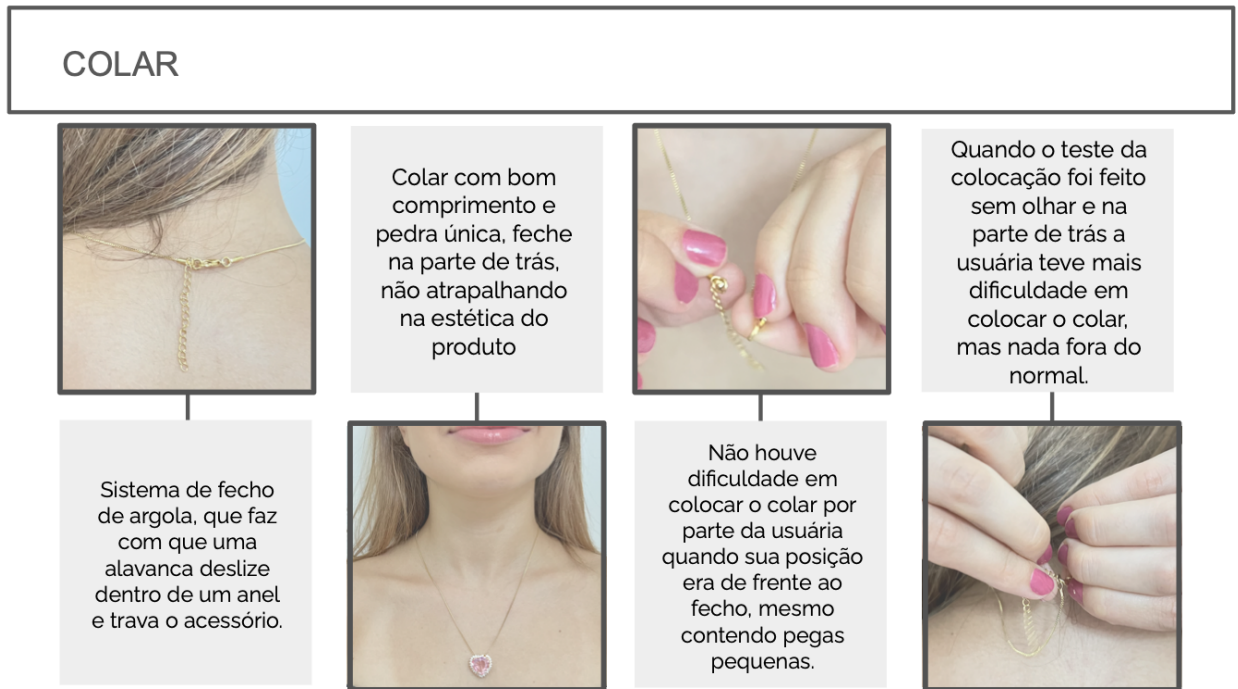 COLAR
Sistema de fecho
de argola, que faz
com que uma
alavanca deslize
dentro de um anel
e trava o acessório.
Colar com bom
comprimento e
pedra única, feche
na parte de trás,
não atrapalhando
na estética do
produto
Não houve
dificuldade em
colocar o colar por
parte da usuária
quando sua posição
era de frente ao
fecho, mesmo
contendo pegas
pequenas.
Quando o teste da
colocação foi feito
sem olhar e na
parte de trás a
usuária teve mais
dificuldade em
colocar o colar,
mas nada fora do
normal.